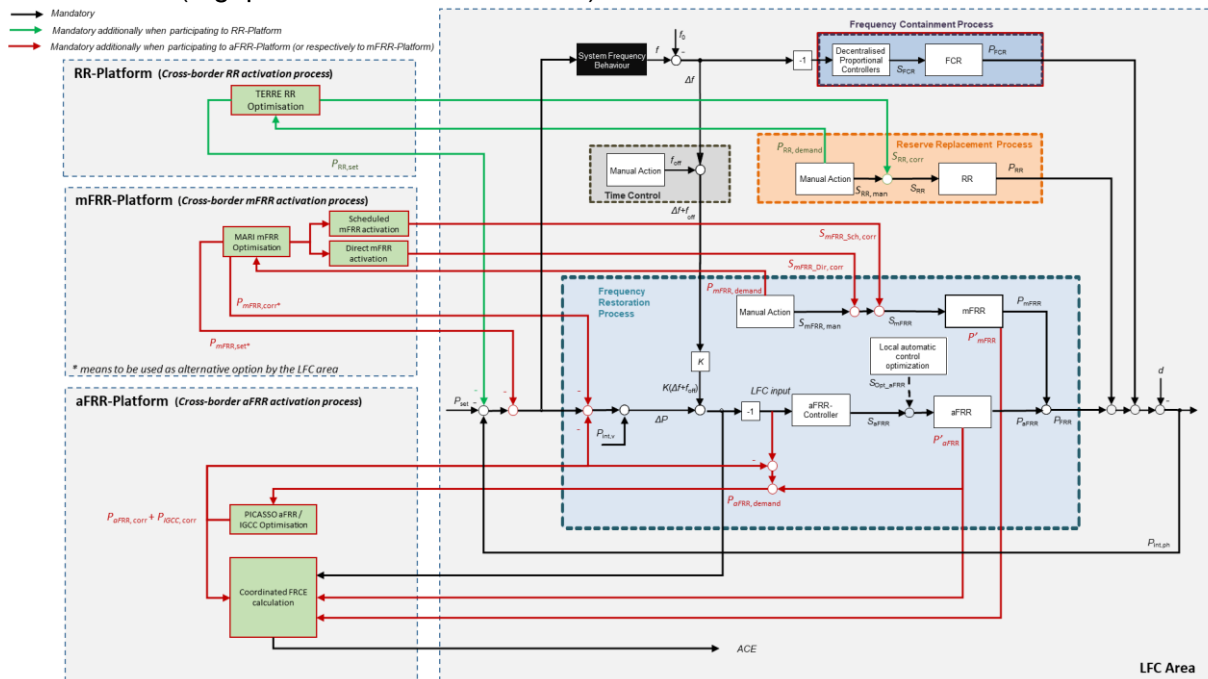 Mandatory
Mandatory additionally when participating to RR-Platform
Mandatory additionally when participating to aFRR-Platform (or respectively to mFRR-Platform)
RR-Platform (Cross-border RR activation process)
TERRE RR
Optimisation
P_RR,set
mFRR-Platform (Cross-border mFRR activation process)
MARI mFRR
Optimisation
Scheduled
mFRR activation
Direct mFRR
activation
P_mFRR,corr*
P_mFRR,set*
* means to be used as alternative option by the LFC area
aFRR-Platform (Cross-border aFRR activation process)
P_aFRR,corr + P_IGCC,corr
PICASSO aFRR /
IGCC Optimisation
Coordinated FRCE
calculation
ACE
System Frequency
Behaviour
f
f_0
-
Δf
-1
Frequency Containment Process
Decentralised
Proportional
Controllers
S_FCR
FCR
P_FCR
Manual Action
f_off
Time Control
Δf+f_off
Reserve Replacement Process
P_RR,demand
S_RR,corr
Manual Action
S_RR,man
S_RR
RR
P_RR
S_mFRR_Sch,corr
S_mFRR_Dir,corr
P_mFRR,demand
Frequency
Restoration
Process
Manual Action
S_mFRR,man
S_mFRR
mFRR
P_mFRR
P'_mFRR
Local automatic
control
optimization
S_Opt_aFRR
K
K(Δf+f_off)
P_set
-
-
-
-
-
P_int,v
ΔP
-1
LFC input
aFRR-
Controller
S_aFRR
aFRR
P_aFRR
P_FRR
P'_aFRR
d
-
-
P_aFRR,demand
P_int,ph
LFC Area